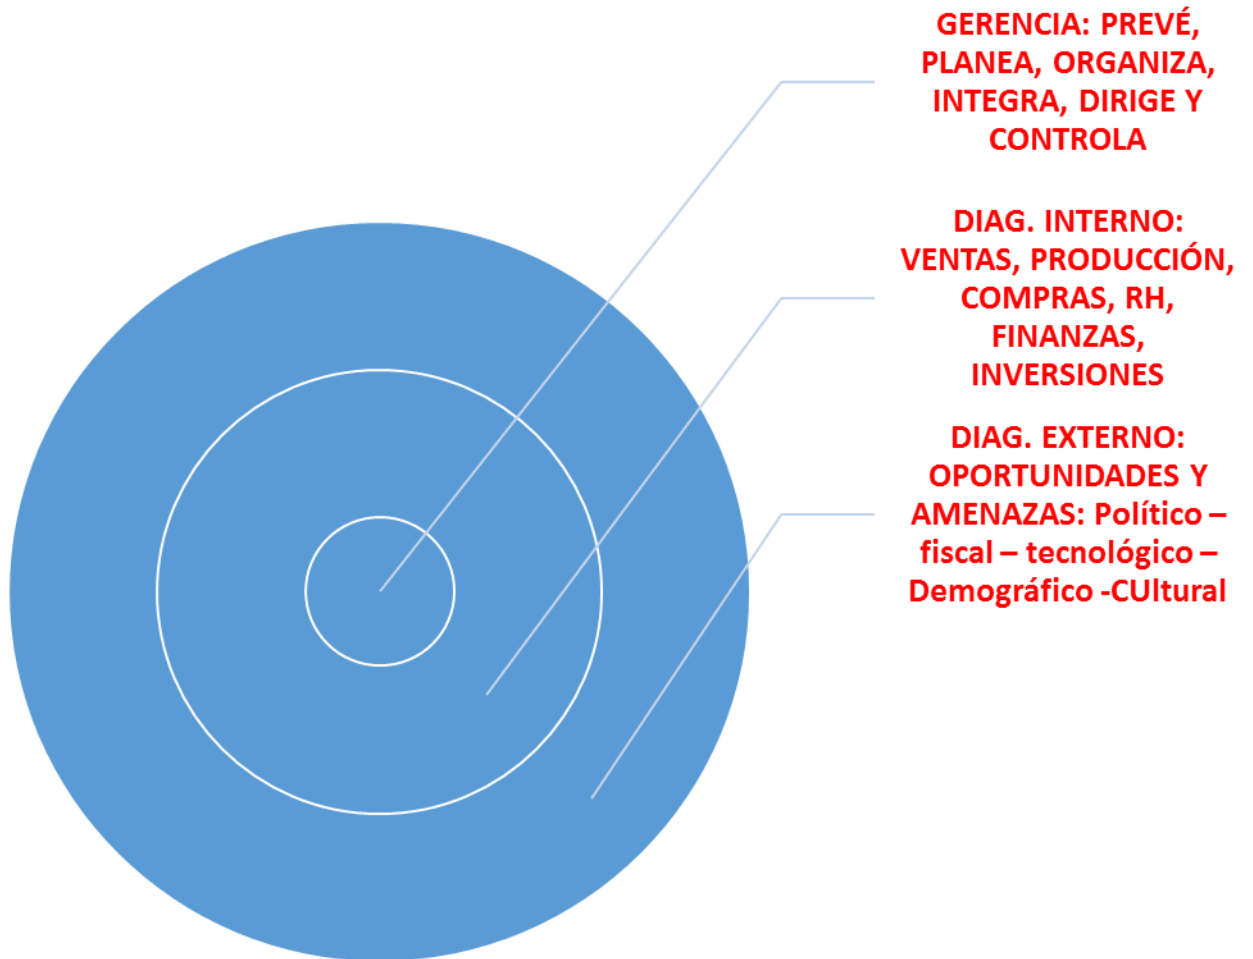 GERENCIA: PREVÉ,
PLANEA, ORGANIZA,
INTEGRA, DIRIGE Y
CONTROLA
DIAG. INTERNO:
VENTAS, PRODUCCIÓN,
COMPRAS, RH,
FINANZAS,
INVERSIONES
DIAG. EXTERNO:
OPORTUNIDADES Y
AMENAZAS: Político –
fiscal – tecnológico –
Demográfico -CUltural